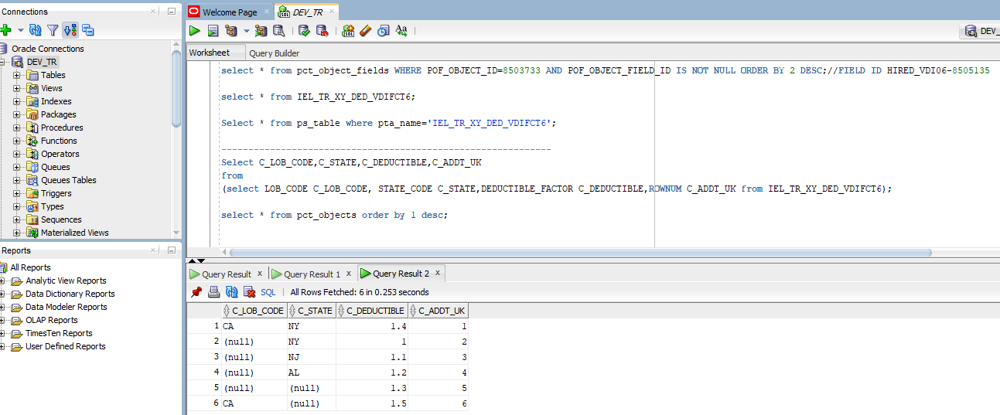 Connections
Oracle Connections
DEV_TR
Tables
Views
Indexes
Packages
Procedures
Functions
Operators
Queues
Queues Tables
Triggers
Types
Sequences
Materialized Views
Reports
All Reports
Analytic View Reports
Data Dictionary Reports
Data Modeler Reports
OLAP Reports
TimesTen Reports
User Defined Reports
Welcome Page
DEV_TR
DEV_
Worksheet Query Builder
select * from pct_object_fields WHERE POF_OBJECT_ID=8503733 AND POF_OBJECT_FIELD_ID IS NOT NULL ORDER BY 2 DESC;//FIELD ID HIRED_VDI06-8505135
select * from IEL_TR_XY_DED_VDIFCT6;
Select * from ps_table where pta_name='IEL_TR_XY_DED_VDIFCT6';
-------------------------------------------------------------
Select C_LOB_CODE,C_STATE,C_DEDUCTIBLE,C_ADDT_UK
from
(select LOB_CODE C_LOB_CODE, STATE_CODE C_STATE,DEDUCTIBLE_FACTOR C_DEDUCTIBLE,ROWNUM C_ADDT_UK from IEL_TR_XY_DED_VDIFCT6);
select * from pct_objects order by 1 desc;
Query Result Query Result 1 Query Result 2
SQL | All Rows Fetched: 6 in 0.253 seconds
C_LOB_CODE C_STATE C_DEDUCTIBLE C_ADDT_UK
1 CA NY 1.4 1
2 (null) NY 1 2
3 (null) NJ 1.1 3
4 (null) AL 1.2 4
5 (null) (null) 1.3 5
6 CA (null) 1.5 6